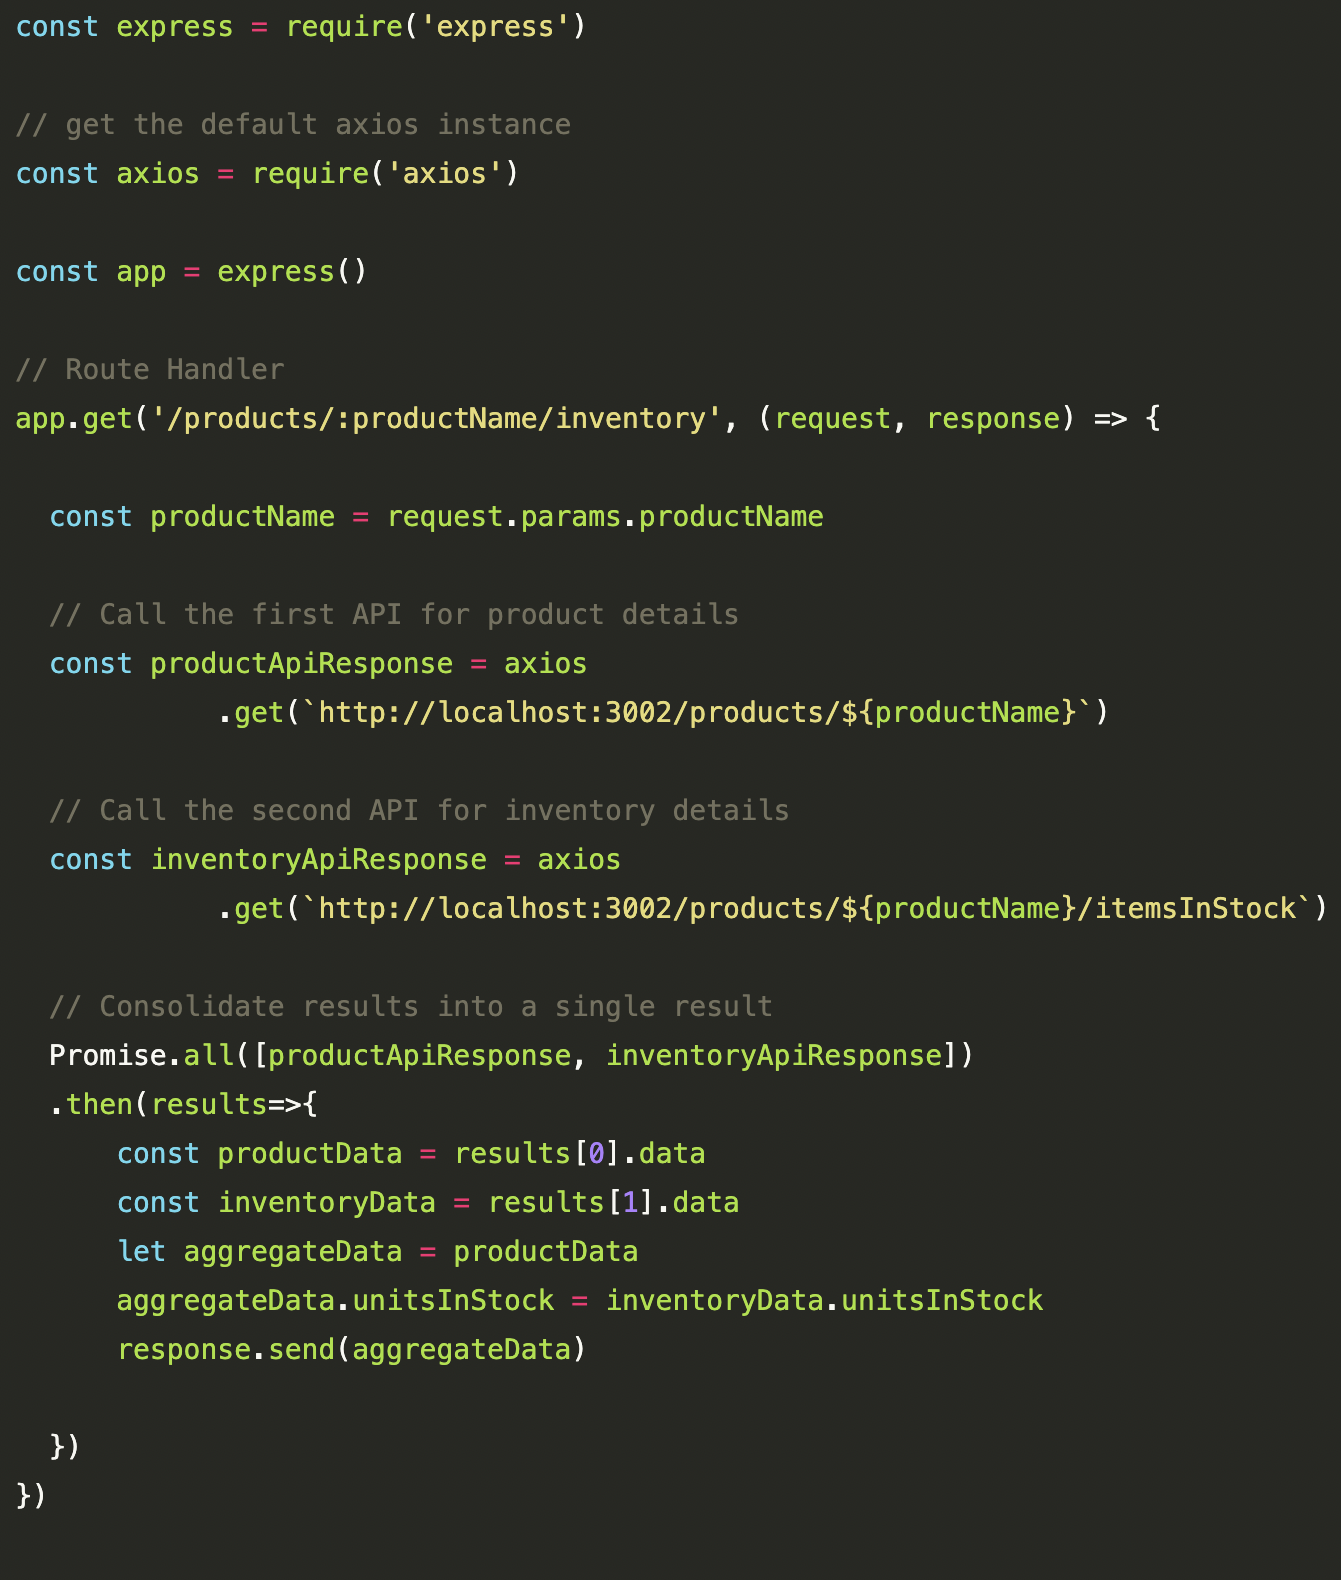 const express = require('express')
// get the default axios instance
const axios = require('axios')
const app = express()
// Route Handler
app.get('/products/:productName/inventory', (request, response) => {
  const productName = request.params.productName
  // Call the first API for product details
  const productApiResponse = axios
            .get(`http://localhost:3002/products/${productName}`)
  // Call the second API for inventory details
  const inventoryApiResponse = axios
            .get(`http://localhost:3002/products/${productName}/itemsInStock`)
  // Consolidate results into a single result
  Promise.all([productApiResponse, inventoryApiResponse])
  .then(results=>{
      const productData = results[0].data
      const inventoryData = results[1].data
      let aggregateData = productData
      aggregateData.unitsInStock = inventoryData.unitsInStock
      response.send(aggregateData)
  })
})